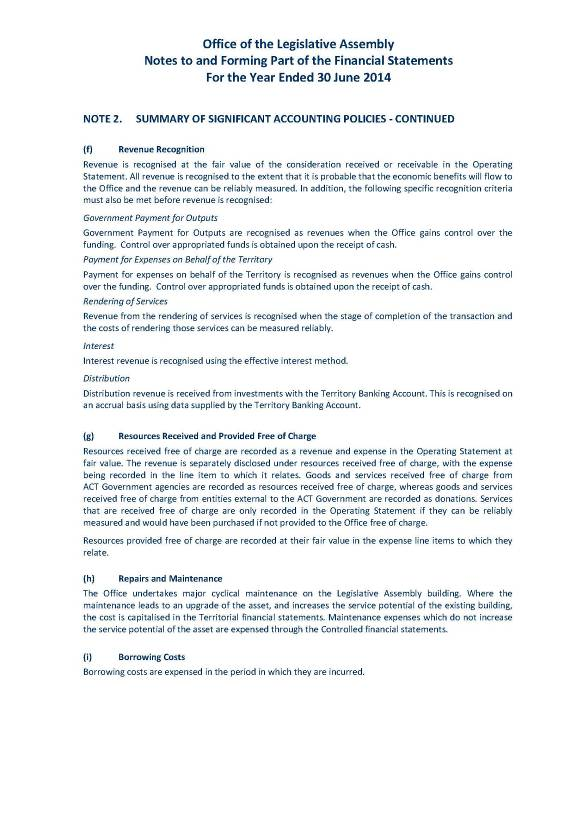 Office of the Legislative Assembly
Notes to and Forming Part of the Financial Statements
For the Year Ended 30 June 2014
NOTE 2. SUMMARY OF SIGNIFICANT ACCOUNTING POLICIES - CONTINUED
(f) Revenue Recognition
Revenue is recognised at the fair value of the consideration received or receivable in the Operating
Statement. All revenue is recognised to the extent that it is probable that the economic benefits will flow to
the Office and the revenue can be reliably measured. In addition, the following specific recognition criteria
must also be met before revenue is recognised:
Government Payment for Outputs
Government Payment for Outputs are recognised as revenues when the Office gains control over the
funding. Control over appropriated funds is obtained upon the receipt of cash.
Payment for Expenses on Behalf of the Territory
Payment for expenses on behalf of the Territory is recognised as revenues when the Office gains control
over the funding. Control over appropriated funds is obtained upon the receipt of cash.
Rendering of Services
Revenue from the rendering of services is recognised when the stage of completion of the transaction and
the costs of rendering those services can be measured reliably.
Interest
Interest revenue is recognised using the effective interest method.
Distribution
Distribution revenue is received from investments with the Territory Banking Account. This is recognised on
an accrual basis using data supplied by the Territory Banking Account.
(g) Resources Received and Provided Free of Charge
Resources received free of charge are recorded as a revenue and expense in the Operating Statement at
fair value. The revenue is separately disclosed under resources received free of charge, with the expense
being recorded in the line item to which it relates. Goods and services received free of charge from
ACT Government agencies are recorded as resources received free of charge, whereas goods and services
received free of charge from entities external to the ACT Government are recorded as donations. Services
that are received free of charge are only recorded in the Operating Statement if they can be reliably
measured and would have been purchased if not provided to the Office free of charge.
Resources provided free of charge are recorded at their fair value in the expense line items to which they
relate.
(h) Repairs and Maintenance
The Office undertakes major cyclical maintenance on the Legislative Assembly building. Where the
maintenance leads to an upgrade of the asset, and increases the service potential of the existing building,
the cost is capitalised in the Territorial financial statements. Maintenance expenses which do not increase
the service potential of the asset are expensed through the Controlled financial statements.
(i) Borrowing Costs
Borrowing costs are expensed in the period in which they are incurred.